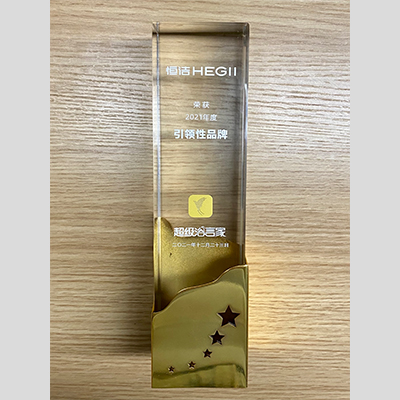 恒洁HEGII
荣获
2021年度
引领性品牌
超级浴言家
二〇二一年十二月二十三日